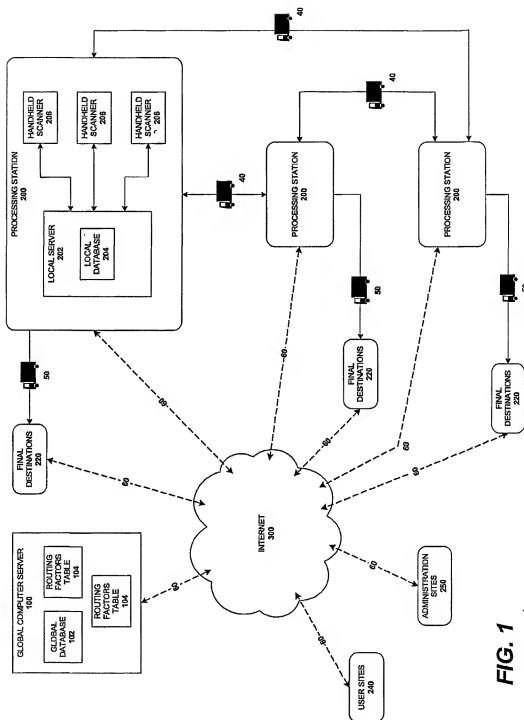 GLOBAL COMPUTER SERVER
100
GLOBAL DATABASE
102
ROUTING
FACTORS
TABLE
104
ROUTING
FACTORS
TABLE
104
FINAL
DESTINATIONS
220
50
PROCESSING STATION
200
LOCAL SERVER
202
LOCAL
DATABASE
204
HANDHELD
SCANNER
206
HANDHELD
SCANNER
206
HANDHELD
SCANNER
206
40
40
40
PROCESSING STATION
200
PROCESSING STATION
200
50
50
FINAL
DESTINATIONS
220
FINAL
DESTINATIONS
220
INTERNET
300
60
60
60
60
60
60
60
60
60
USER SITES
240
ADMINISTRATION
SITES
250
FIG. 1